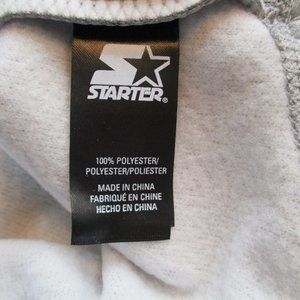 STARTER®
100% POLYESTER/
POLYESTER/POLIESTER
MADE IN CHINA
FABRIQUÉ EN CHINE
HECHO EN CHINA